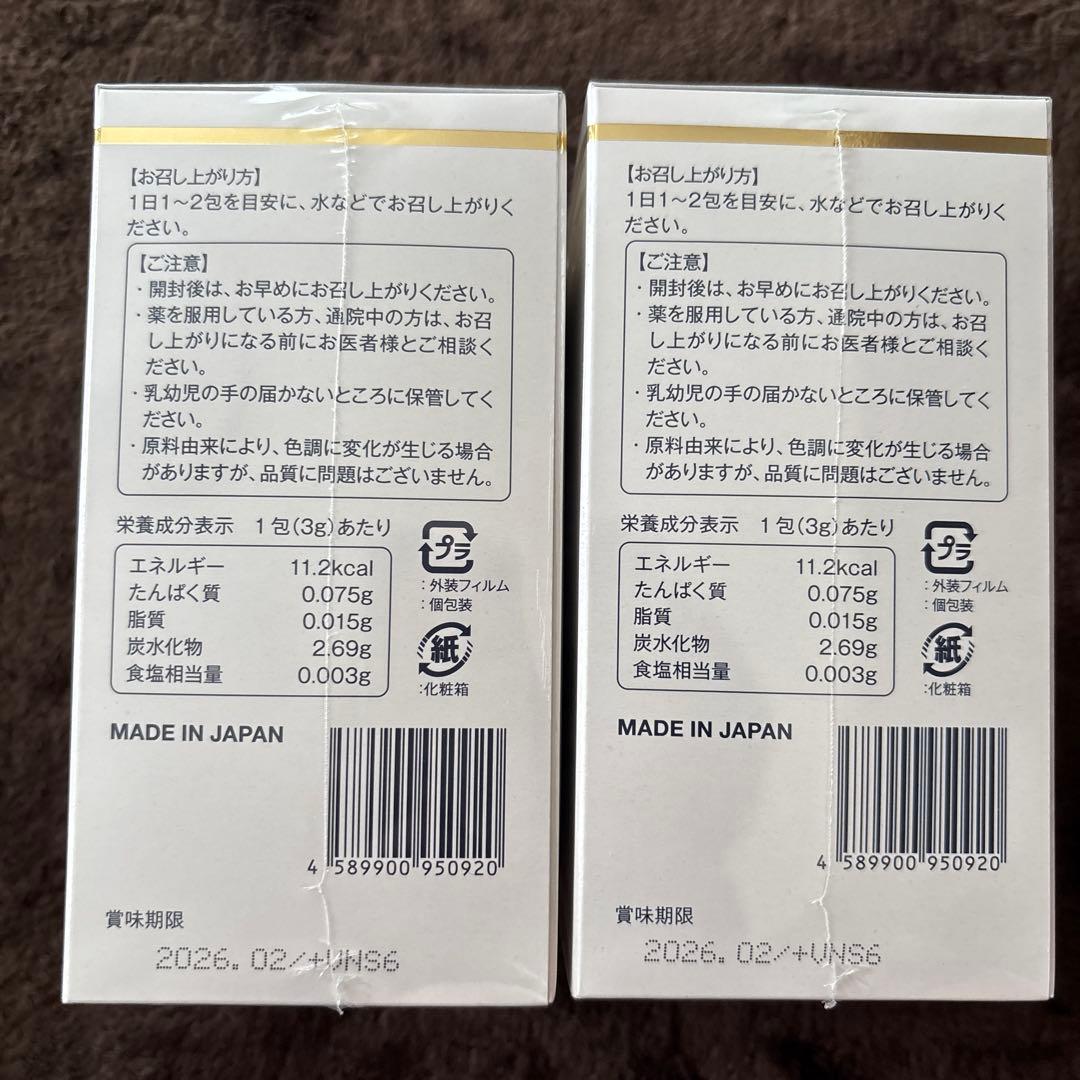 【お召し上がり方】
1日1～2包を目安に、水などでお召し上がりく
ださい。
【ご注意】
・開封後は、お早めにお召し上がりください。
・薬を服用している方、通院中の方は、お召
し上がりになる前にお医者様とご相談く
ださい。
・乳幼児の手の届かないところに保管してく
ださい。
・原料由来により、色調に変化が生じる場合
がありますが、品質に問題はございません。
栄養成分表示 1包(3g)あたり
エネルギー 11.2kcal
たんぱく質 0.075g
脂質 0.015g
炭水化物 2.69g
食塩相当量 0.003g
プラ
:外装フィルム
:個包装
紙
:化粧箱
MADE IN JAPAN
4 589900 950920
賞味期限
2026.02/+VNS6
【お召し上がり方】
1日1～2包を目安に、水などでお召し上がりく
ださい。
【ご注意】
・開封後は、お早めにお召し上がりください。
・薬を服用している方、通院中の方は、お召
し上がりになる前にお医者様とご相談く
ださい。
・乳幼児の手の届かないところに保管してく
ださい。
・原料由来により、色調に変化が生じる場合
がありますが、品質に問題はございません。
栄養成分表示 1包(3g)あたり
エネルギー 11.2kcal
たんぱく質 0.075g
脂質 0.015g
炭水化物 2.69g
食塩相当量 0.003g
プラ
:外装フィルム
:個包装
紙
:化粧箱
MADE IN JAPAN
4 589900 950920
賞味期限
2026.02/+VNS6